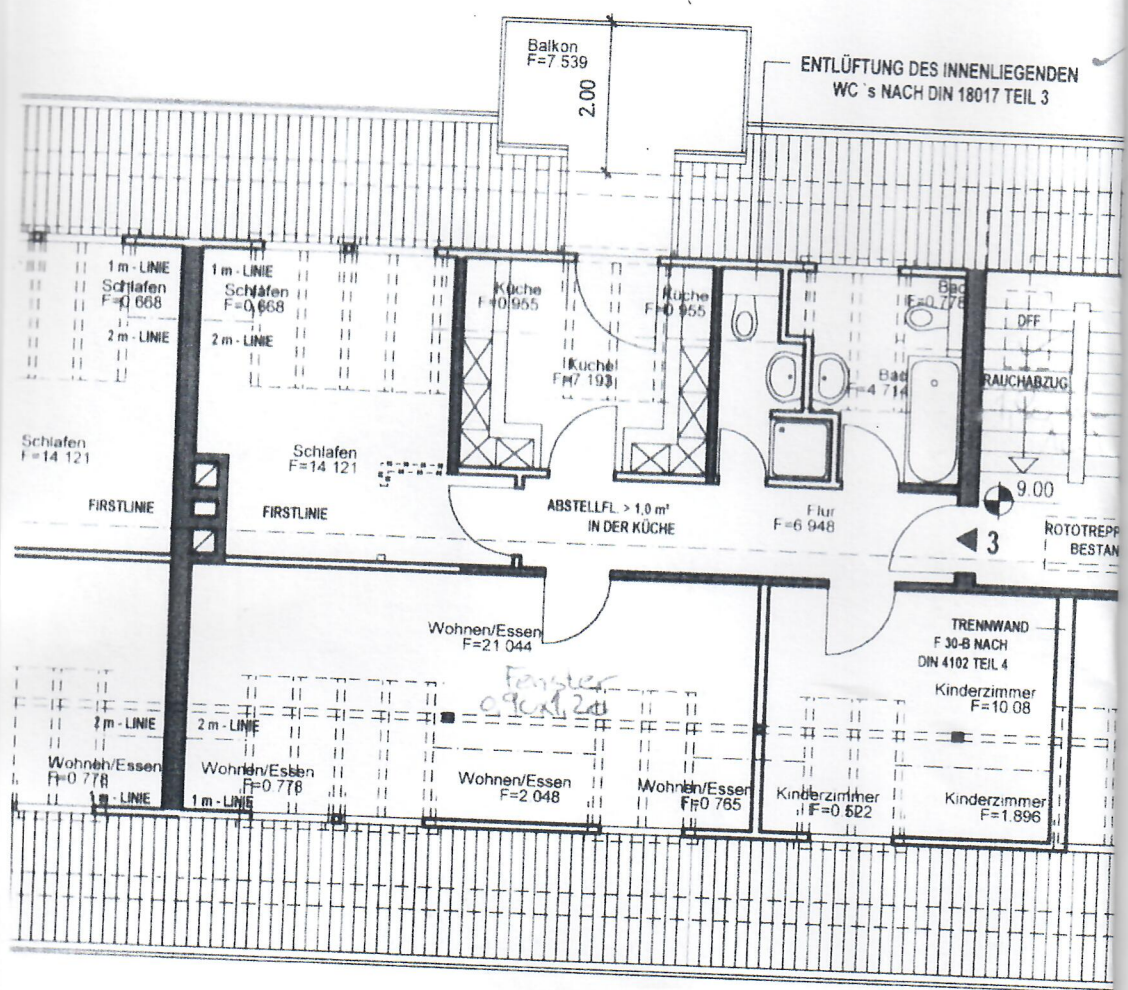 Balkon
F=7 539
2.00
ENTLÜFTUNG DES INNENLIEGENDEN
WC`s NACH DIN 18017 TEIL 3
1 m - LINIE
Schlafen
F=0 668
2 m - LINIE
1 m - LINIE
Schlafen
F=0,668
2 m - LINIE
Küche
F=0.955
Küche
F=0 955
Küche
F=7 193
Bad
F=0.778
Bad
F=4 714
DFF
RAUCHABZUG
9.00
Schlafen
F=14 121
Schlafen
F=14 121
FIRSTLINIE
FIRSTLINIE
ABSTELLFL. > 1,0 m²
IN DER KÜCHE
Flur
F=6 948
3
ROTOTREPP
BESTAN
Wohnen/Essen
F=21 044
Fenster
TRENNWAND
F 30-B NACH
DIN 4102 TEIL 4
Kinderzimmer
F=10 08
2 m - LINIE
2 m - LINIE
Wohnen/Essen
F=0.778
1 m - LINIE
Wohnen/Essen
F=0.778
1 m - LINIE
Wohnen/Essen
F=2 048
Wohnen/Essen
F=0 765
Kinderzimmer
F=0.522
Kinderzimmer
F=1.896